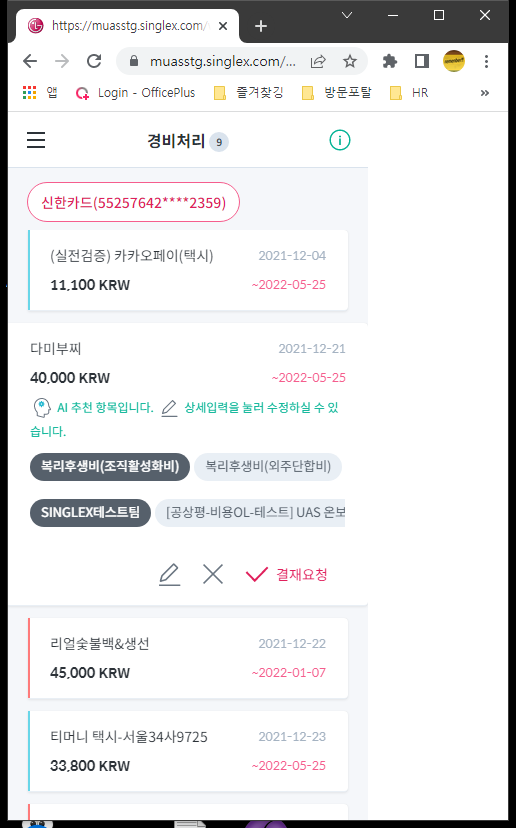 https://muasstg.singlex.com/
muasstg.singlex.com/...
앱
Login - OfficePlus
즐겨찾깅
방문포탈
HR
»
경비처리 9
신한카드(55257642****2359)
(실전검증) 카카오페이(택시) 2021-12-04
11,100 KRW ~2022-05-25
다미부찌 2021-12-21
40,000 KRW ~2022-05-25
AI 추천 항목입니다. 상세입력을 눌러 수정하실 수 있
습니다.
복리후생비(조직활성화비) 복리후생비(외주단합비)
SINGLEX테스트팀 [공상평-비용OL-테스트] UAS 온보
결재요청
리얼숯불백&생선 2021-12-22
45,000 KRW ~2022-01-07
티머니 택시-서울34사9725 2021-12-23
33,800 KRW ~2022-05-25